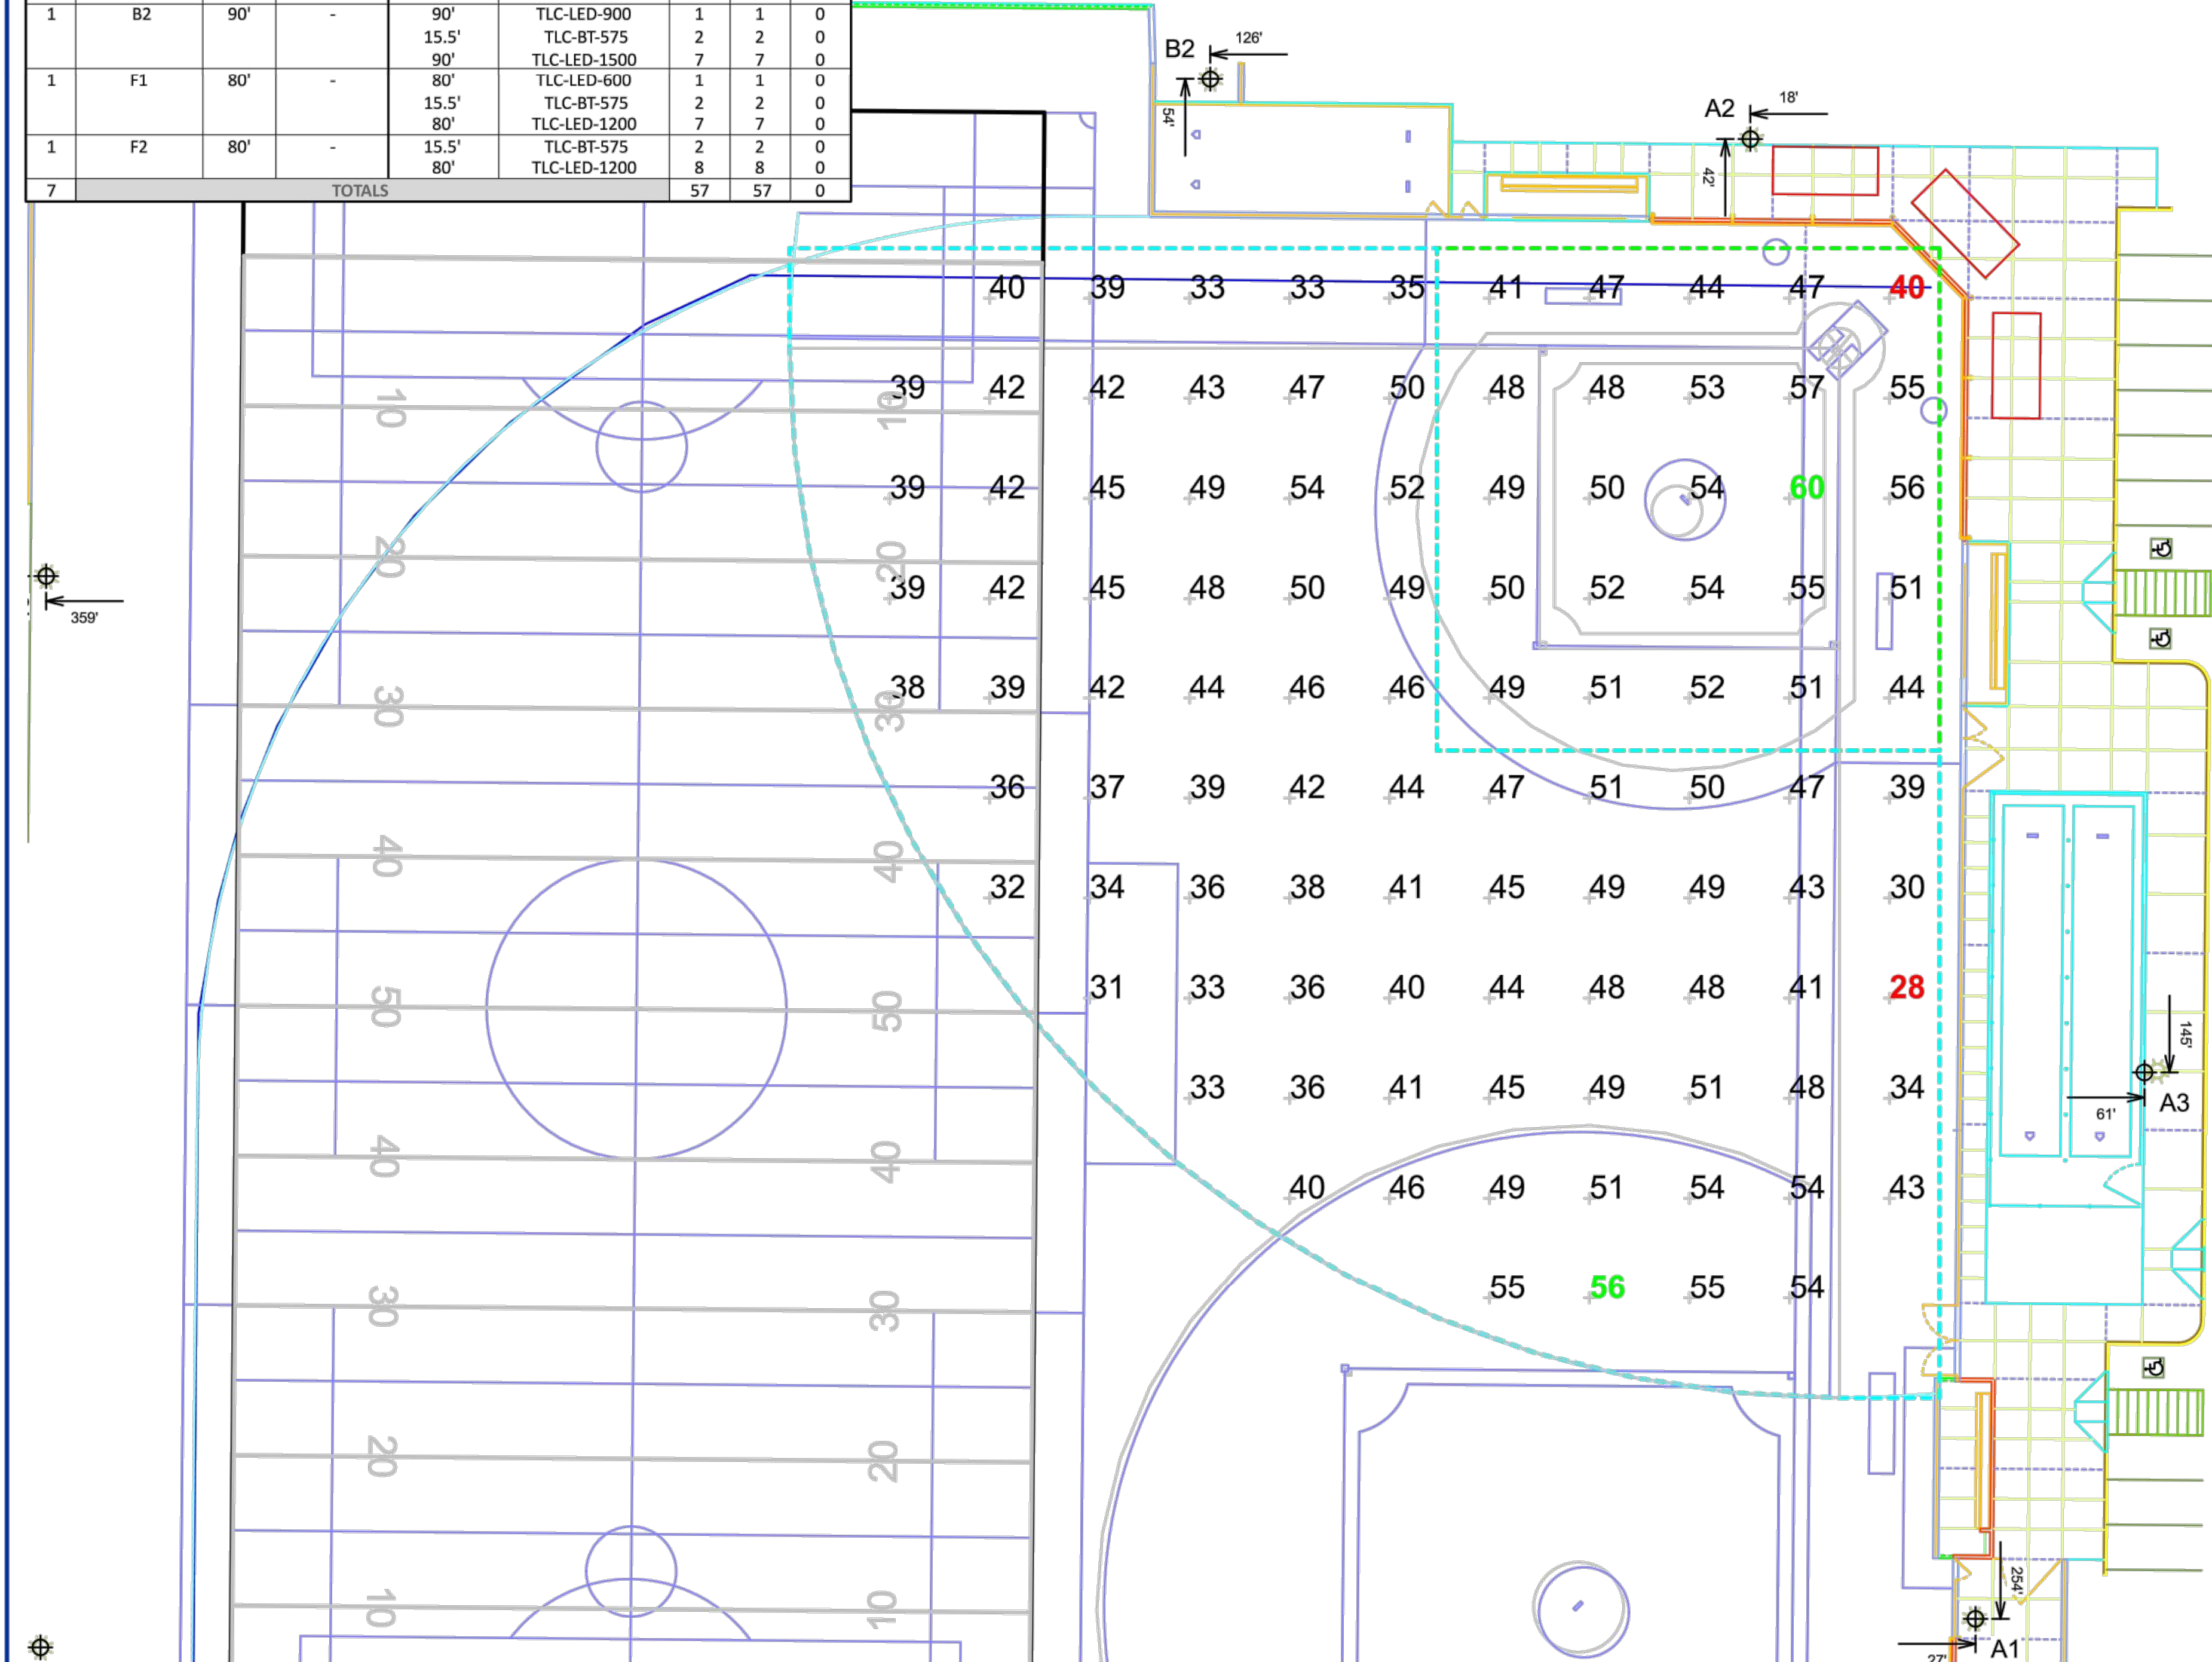 1 B2 90' - 90' TLC-LED-900 1 1 0
15.5' TLC-BT-575 2 2 0
90' TLC-LED-1500 7 7 0
1 F1 80' - 80' TLC-LED-600 1 1 0
15.5' TLC-BT-575 2 2 0
80' TLC-LED-1200 7 7 0
1 F2 80' - 15.5' TLC-BT-575 2 2 0
80' TLC-LED-1200 8 8 0
7 TOTALS 57 57 0
B2 126'
54'
A2 18'
42'
40 39 33 33 35 41 47 44 47 40
39 42 42 43 47 50 48 48 53 57 55
10 10
39 42 45 49 54 52 49 50 54 60 56
20 20
39 42 45 48 50 49 50 52 54 55 51
359'
38 39 42 44 46 46 49 51 52 51 44
30 30
36 37 39 42 44 47 51 50 47 39
40 40
32 34 36 38 41 45 49 49 43 30
31 33 36 40 44 48 48 41 28
50 50
145'
33 36 41 45 49 51 48 34
61' A3
40 40
40 46 49 51 54 54 43
55 56 55 54
30 30
20 20
10 10
254'
A1
27'